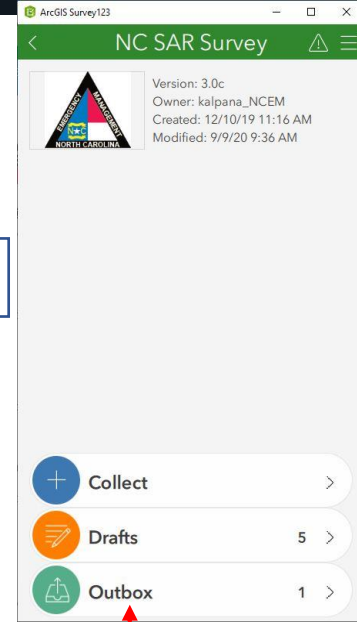 ArcGIS Survey123
NC SAR Survey
Version: 3.0c
Owner: kalpana_NCEM
Created: 12/10/19 11:16 AM
Modified: 9/9/20 9:36 AM
EMERGENCY
MANAGEMENT
N★C
NORTH CAROLINA
Collect
Drafts 5
Outbox 1